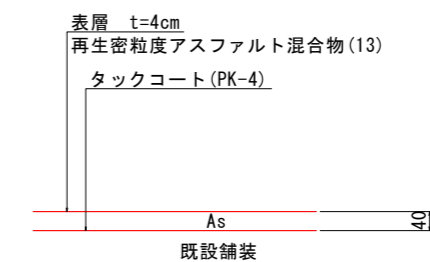 表層 t=4cm
再生密粒度アスファルト混合物(13)
タックコート(PK-4)
As
40
既設舗装